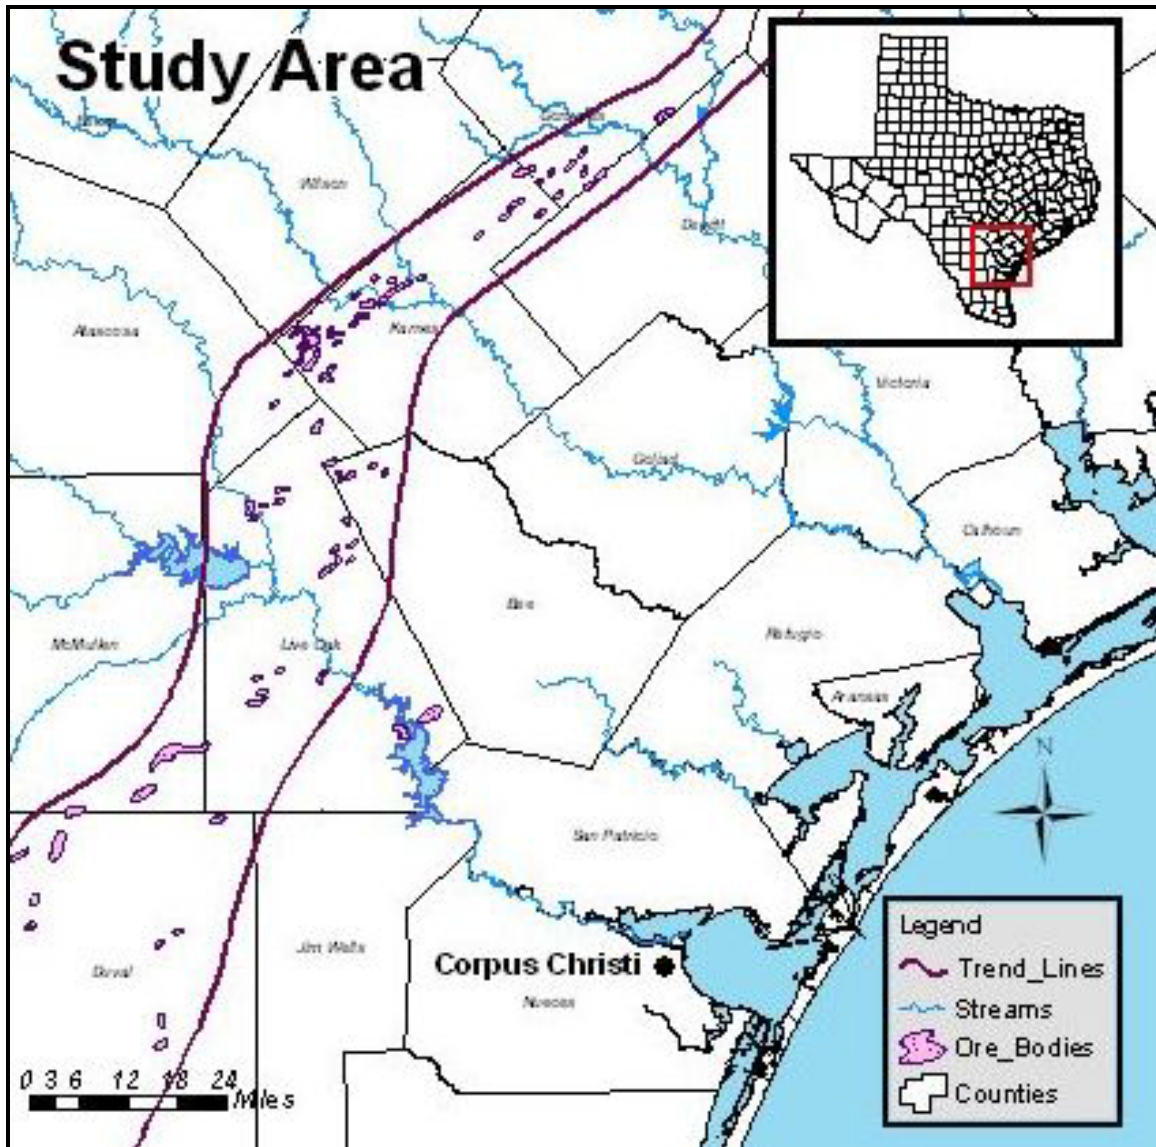 Study Area
Wilson
Dewitt
Atascosa
Karnes
Victoria
Goliad
Calhoun
Bee
McMullen
Live Oak
Refugio
Aransas
N
San Patricio
Legend
Trend_Lines
Streams
Ore_Bodies
Counties
Jim Wells
Duval
Corpus Christi
Nueces
0 3 6 12 18 24
Miles